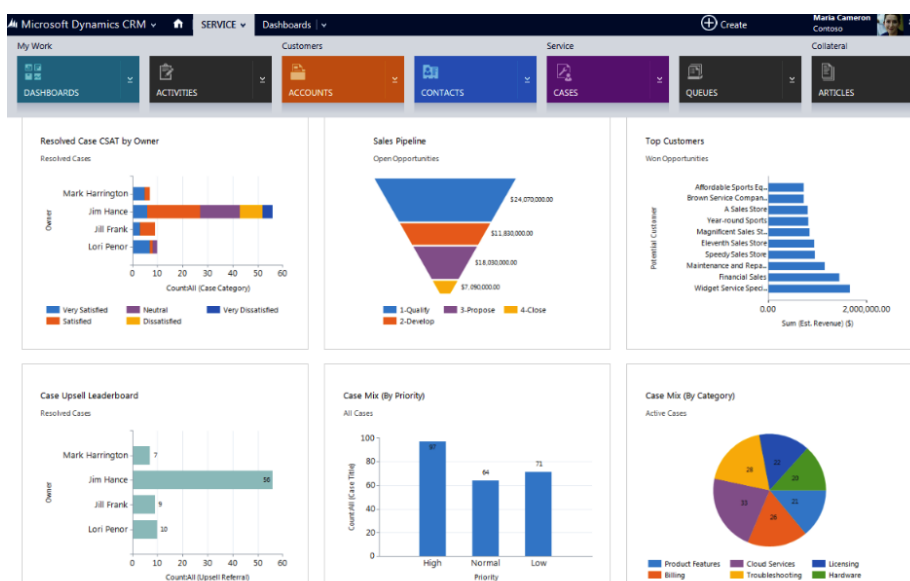 Microsoft Dynamics CRM SERVICE Dashboards Create Maria Cameron
Contoso
My Work Customers Service Collateral
DASHBOARDS ACTIVITIES ACCOUNTS CONTACTS CASES QUEUES ARTICLES
Resolved Case CSAT by Owner
Resolved Cases
Owner
Mark Harrington
Jim Hance
Jill Frank
Lori Penor
0 10 20 30 40 50 60
Count:All (Case Category)
Very Satisfied Neutral Very Dissatisfied
Satisfied Dissatisfied
Sales Pipeline
Open Opportunities
$24,070,000.00
$11,830,000.00
$18,030,000.00
$7,090,000.00
1-Qualify 3-Propose 4-Close
2-Develop
Top Customers
Won Opportunities
Potential Customer
Affordable Sports Eq...
Brown Service Compan...
A Sales Store
Year-round Sports
Magnificent Sales St...
Eleventh Sales Store
Speedy Sales Store
Maintenance and Repa...
Financial Sales
Widget Service Speci...
0.00 2,000,000.00
Sum (Est. Revenue) ($)
Case Upsell Leaderboard
Resolved Cases
Owner
Mark Harrington 7
Jim Hance 56
Jill Frank 9
Lori Penor 10
0 10 20 30 40 50 60
Count:All (Upsell Referral)
Case Mix (By Priority)
All Cases
Count:All (Case Title)
100
80
60
40
20
0
97 64 71
High Normal Low
Priority
Case Mix (By Category)
Active Cases
28 22
33 20
26 21
Product Features Cloud Services Licensing
Billing Troubleshooting Hardware